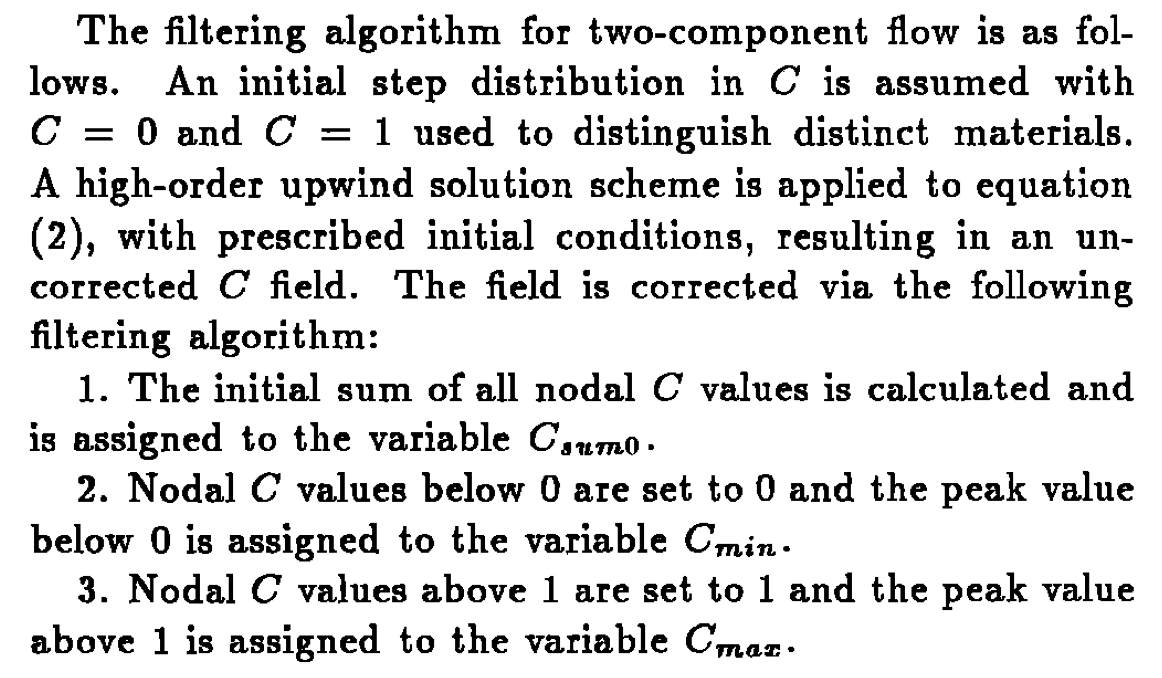 The filtering algorithm for two-component flow is as fol-
lows. An initial step distribution in C is assumed with
C = 0 and C = 1 used to distinguish distinct materials.
A high-order upwind solution scheme is applied to equation
(2), with prescribed initial conditions, resulting in an un-
corrected C field. The field is corrected via the following
filtering algorithm:
1. The initial sum of all nodal C values is calculated and
is assigned to the variable C_{sum0}.
2. Nodal C values below 0 are set to 0 and the peak value
below 0 is assigned to the variable C_{min}.
3. Nodal C values above 1 are set to 1 and the peak value
above 1 is assigned to the variable C_{max}.